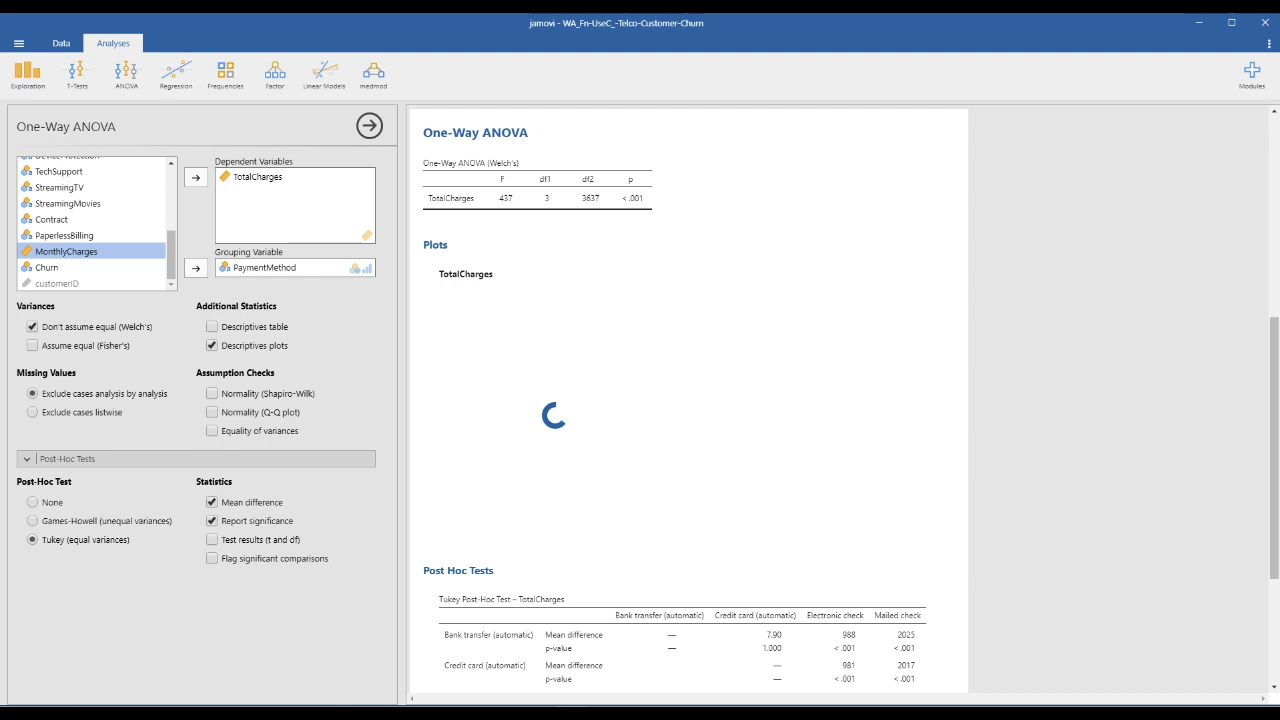 jamovi - WA_Fn-UseC_-Telco-Customer-Churn
Data Analyses
Exploration T-Tests ANOVA Regression Frequencies Factor Linear Models medmod Modules
One-Way ANOVA
DeviceProtection
TechSupport
StreamingTV
StreamingMovies
Contract
PaperlessBilling
MonthlyCharges
Churn
customerID
Dependent Variables
TotalCharges
Grouping Variable
PaymentMethod
Variances
Don't assume equal (Welch's)
Assume equal (Fisher's)
Additional Statistics
Descriptives table
Descriptives plots
Missing Values
Exclude cases analysis by analysis
Exclude cases listwise
Assumption Checks
Normality (Shapiro-Wilk)
Normality (Q-Q plot)
Equality of variances
Post-Hoc Tests
Post-Hoc Test
None
Games-Howell (unequal variances)
Tukey (equal variances)
Statistics
Mean difference
Report significance
Test results (t and df)
Flag significant comparisons
One-Way ANOVA
One-Way ANOVA (Welch's)
F df1 df2 p
TotalCharges 437 3 3637 < .001
Plots
TotalCharges
Post Hoc Tests
Tukey Post-Hoc Test – TotalCharges
Bank transfer (automatic) Credit card (automatic) Electronic check Mailed check
Bank transfer (automatic) Mean difference — 7.90 988 2025
p-value — 1.000 < .001 < .001
Credit card (automatic) Mean difference — 981 2017
p-value — < .001 < .001